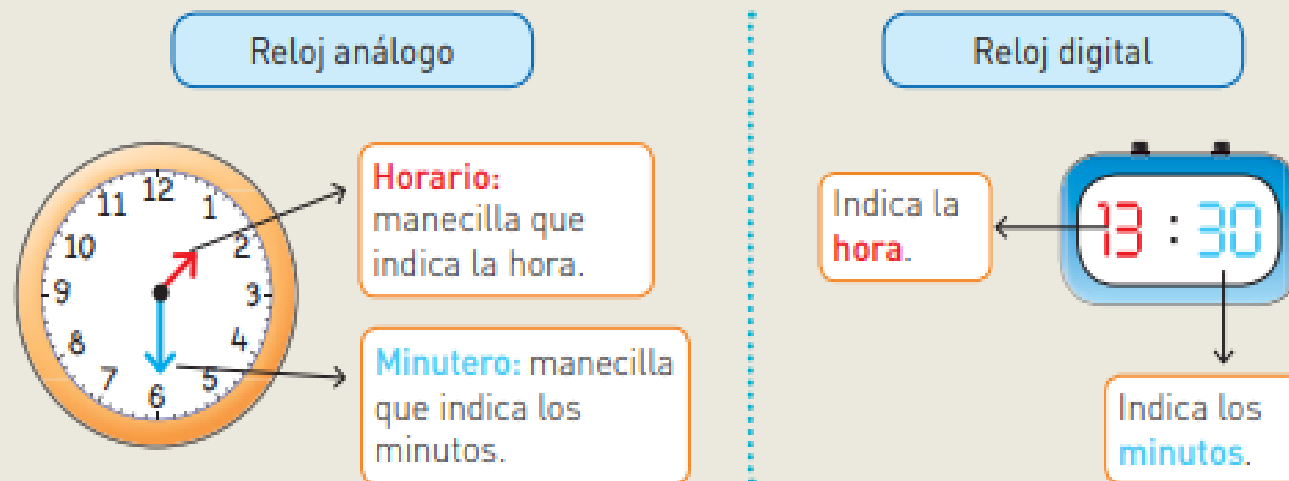 Reloj análogo
Reloj digital
12
11
1
10
2
9
3
8
4
7
5
6
Horario:
manecilla que
indica la hora.
Minutero: manecilla
que indica los
minutos.
Indica la
hora.
13 : 30
Indica los
minutos.